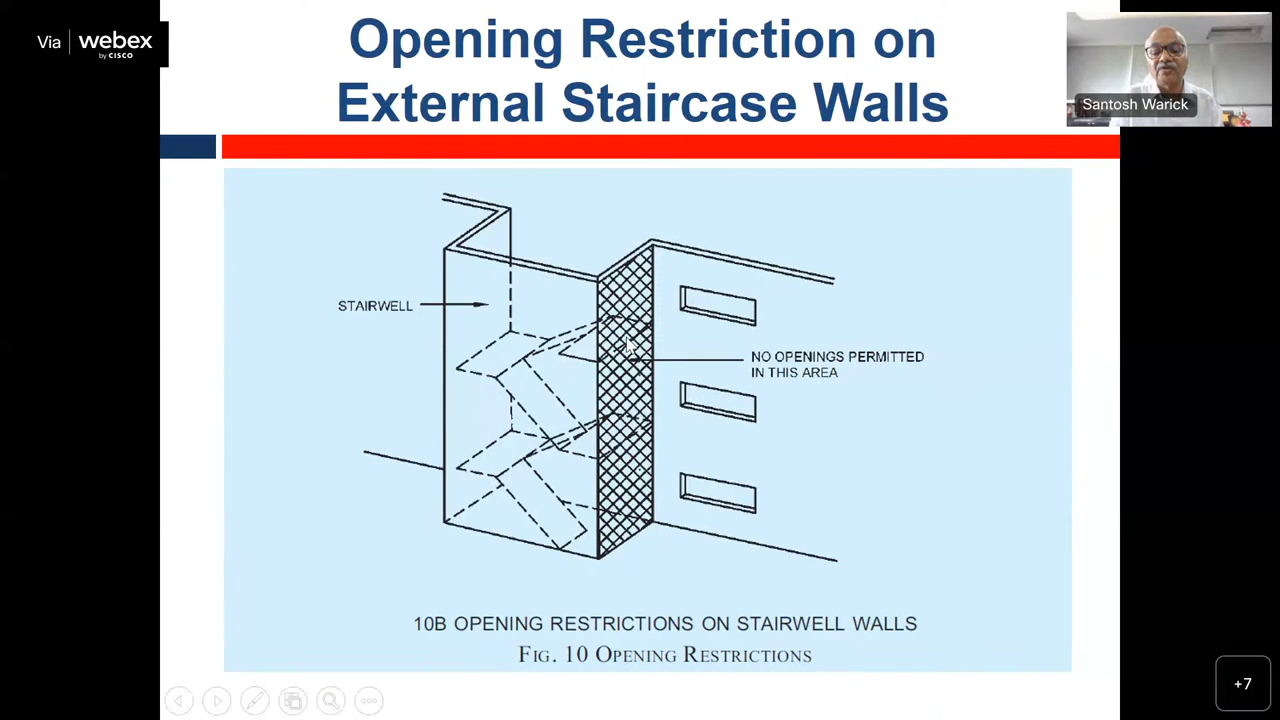 Via webex
by CISCO
Opening Restriction on
External Staircase Walls
Santosh Warick
STAIRWELL
NO OPENINGS PERMITTED
IN THIS AREA
10B OPENING RESTRICTIONS ON STAIRWELL WALLS
FIG. 10 OPENING RESTRICTIONS
+7